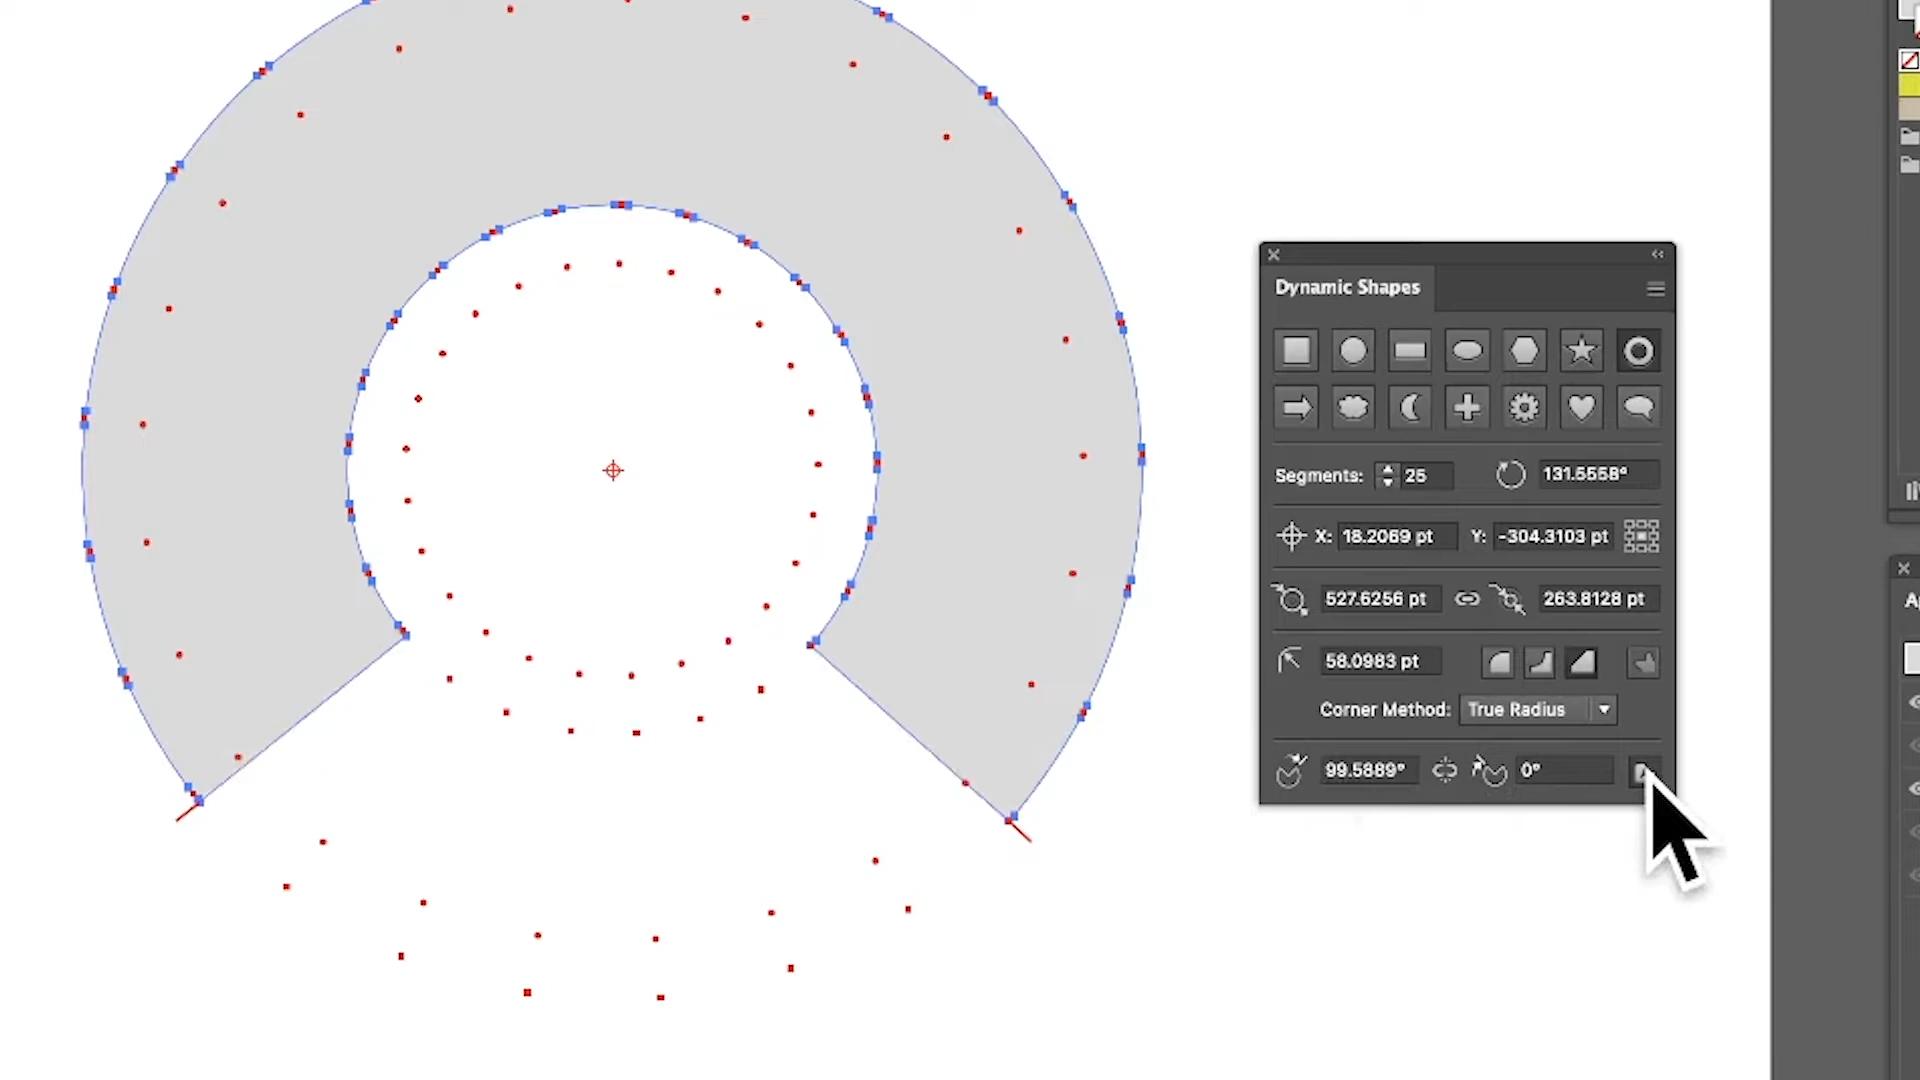 Dynamic Shapes
Segments: 25 131.5558°
X: 18.2069 pt Y: -304.3103 pt
527.6256 pt 263.8128 pt
58.0983 pt
Corner Method: True Radius
99.5889° 0°